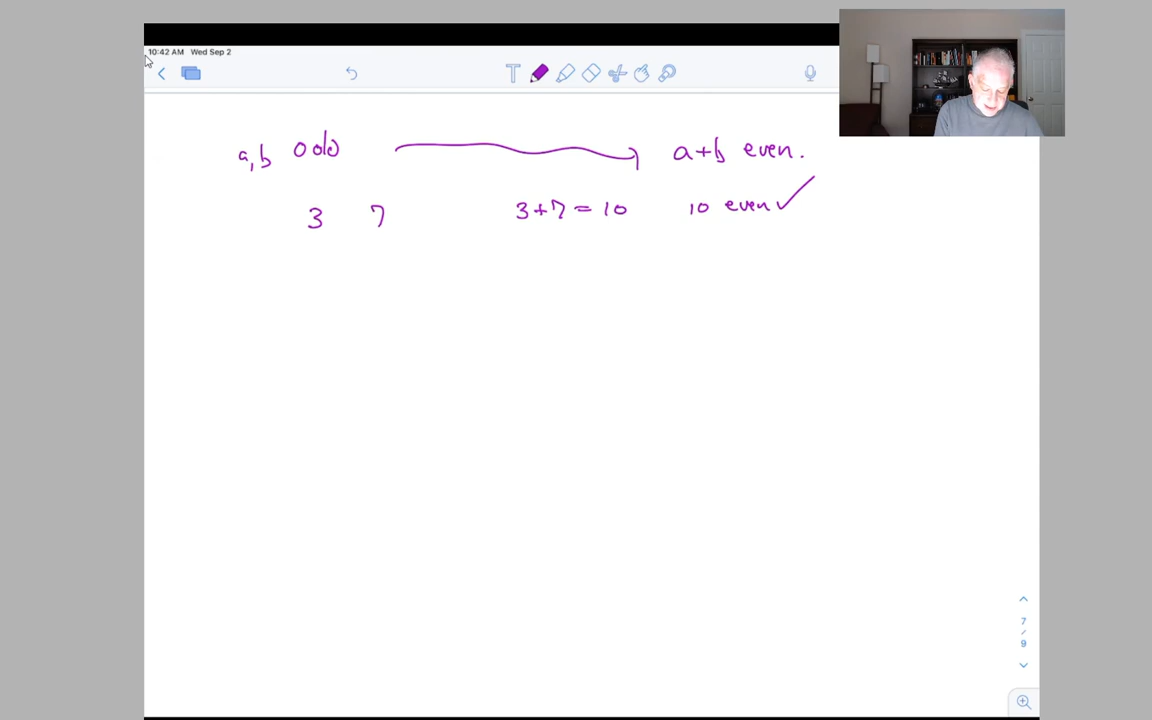 10:42 AM Wed Sep 2
a, b odd a+b even.
3 7 3+7=10 10 even ✓
7
/
9